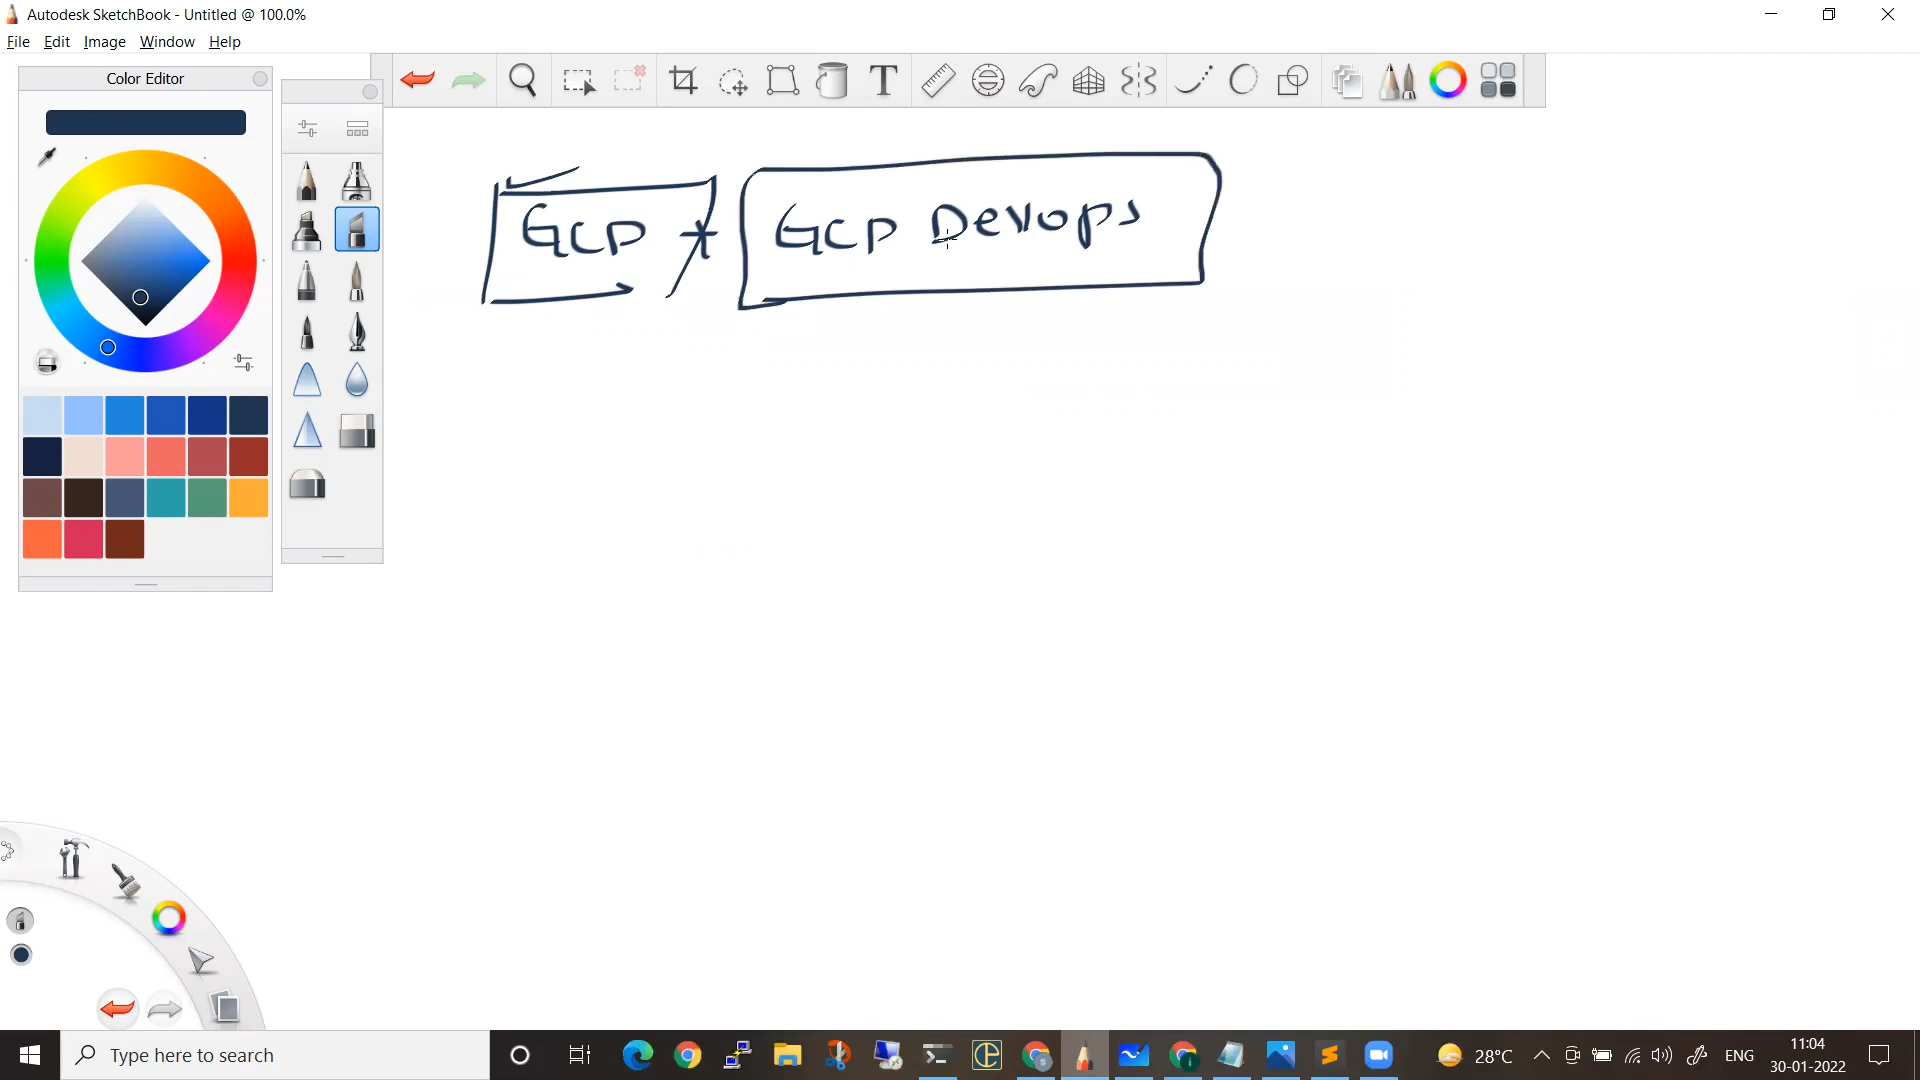 Autodesk SketchBook - Untitled @ 100.0%
File Edit Image Window Help
Color Editor
T
GCP + GCP Devops
Type here to search
28°C
ENG
11:04
30-01-2022